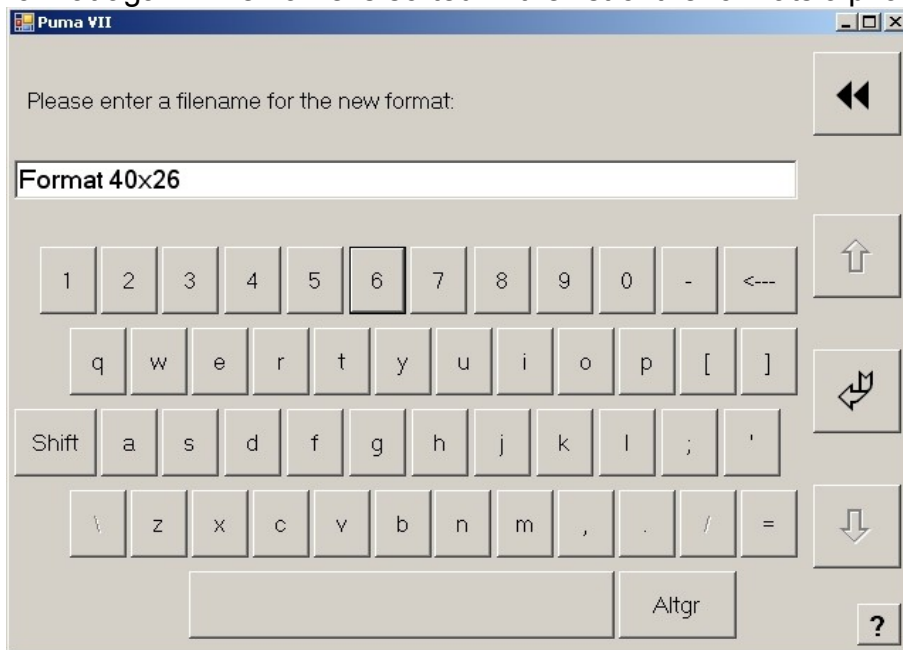 Puma VII
Please enter a filename for the new format:
Format 40x26
1 2 3 4 5 6 7 8 9 0 - <---
q w e r t y u i o p [ ]
Shift a s d f g h j k l ; '
\ z x c v b n m , . / =
Altgr
?